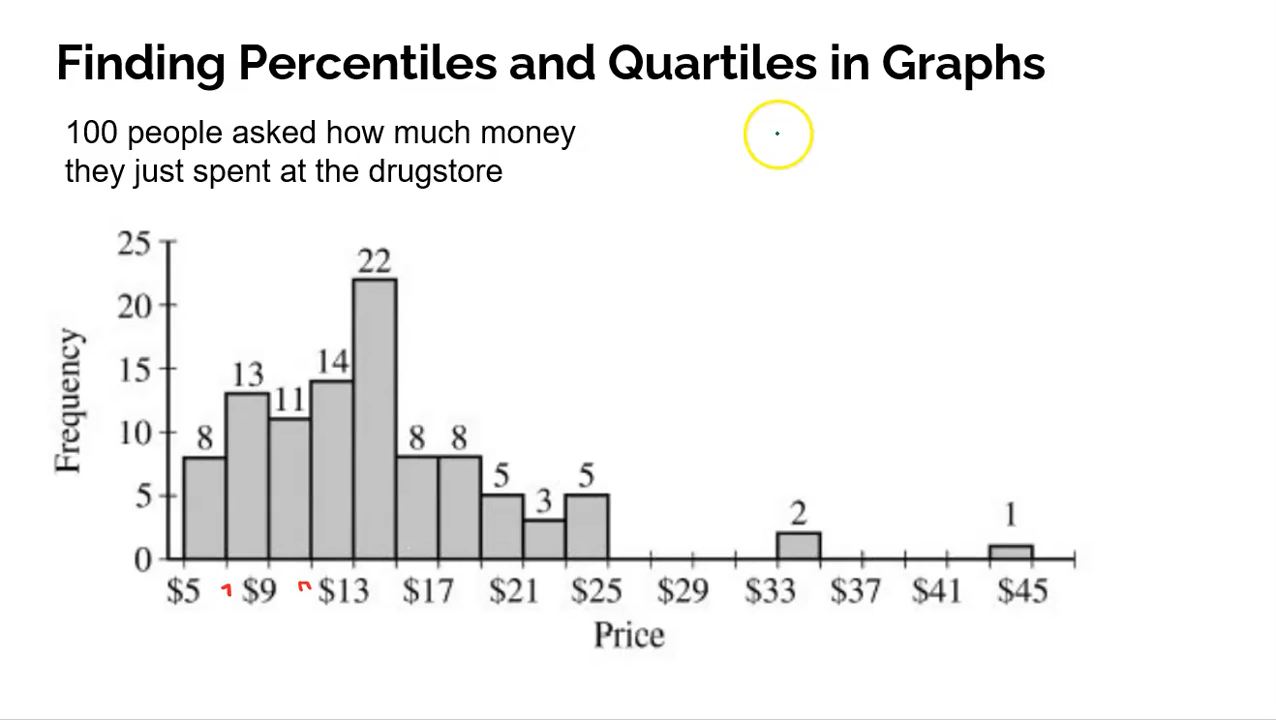 Finding Percentiles and Quartiles in Graphs
100 people asked how much money
they just spent at the drugstore
25
20
15
10
5
0
Frequency
8 13 11 14 22 8 8 5 3 5 2 1
$5 7 $9 11 $13 $17 $21 $25 $29 $33 $37 $41 $45
Price